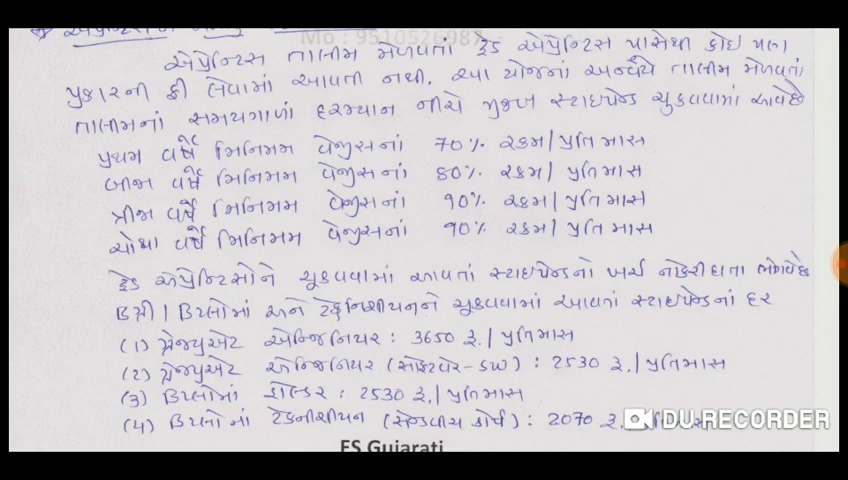 Mo: 9510526987
એપ્રેન્ટિસ તાલીમ મેળવતાં ટ્રેડ એપ્રેન્ટિસ પાસેથી કોઇ પણ
પ્રકારની ફી લેવામાં આવતી નથી. આ યોજનાં અન્વયે તાલીમ મેળવતાં
તાલીમનાં સમયગાળાં દરમ્યાન નીચે મુજબ સ્ટાઇપેન્ડ ચુકવવામાં આવે છે
પ્રથમ વર્ષે મિનિમમ વેજીસનાં 70% રકમ/પ્રતિ માસ
બીજા વર્ષે મિનિમમ વેજીસનાં 80% રકમ/ પ્રતિ માસ
ત્રીજા વર્ષે મિનિમમ વેજીસનાં 90% રકમ/ પ્રતિ માસ
ચોથા વર્ષે મિનિમમ વેજીસનાં 90% રકમ/ પ્રતિ માસ
ટ્રેડ એપ્રેન્ટિસોને ચૂકવવામાં આવતાં સ્ટાઇપેન્ડનો ખર્ચ નોકરીદાતા ભોગવે છે
ડિગ્રી/ડિપ્લોમાં અને ટેકનિશીયનને ચૂકવવામાં આવતાં સ્ટાઇપેન્ડનાં દર
(1) ગ્રેજ્યુએટ એન્જિનિયર : 3650 રૂ./ પ્રતિમાસ
(2) ગ્રેજ્યુએટ એન્જિનિયર (સોફ્ટવેર- : 2530 રૂ./ પ્રતિમાસ
(3) ડિપ્લોમાં હોલ્ડર : 2530 રૂ./ પ્રતિમાસ
(4) ડિપ્લોમાં ટેકનીશીયન (સેન્ડવીચ કોર્ષ) : 2070 રૂ./
DU RECORDER
ES Gujarati